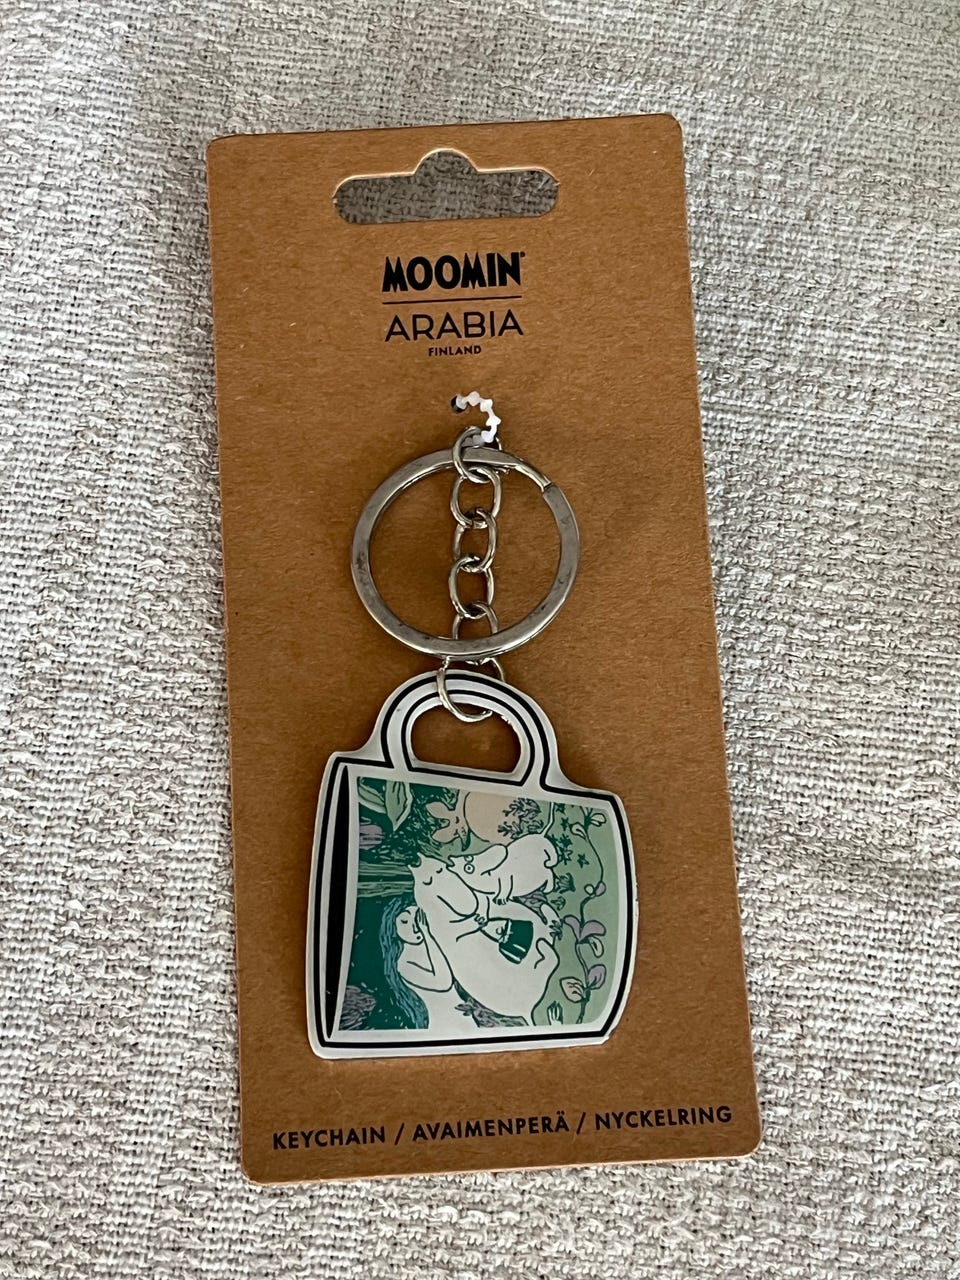 MOOMIN
ARABIA
FINLAND
KEYCHAIN / AVAIMENPERÄ / NYCKELRING